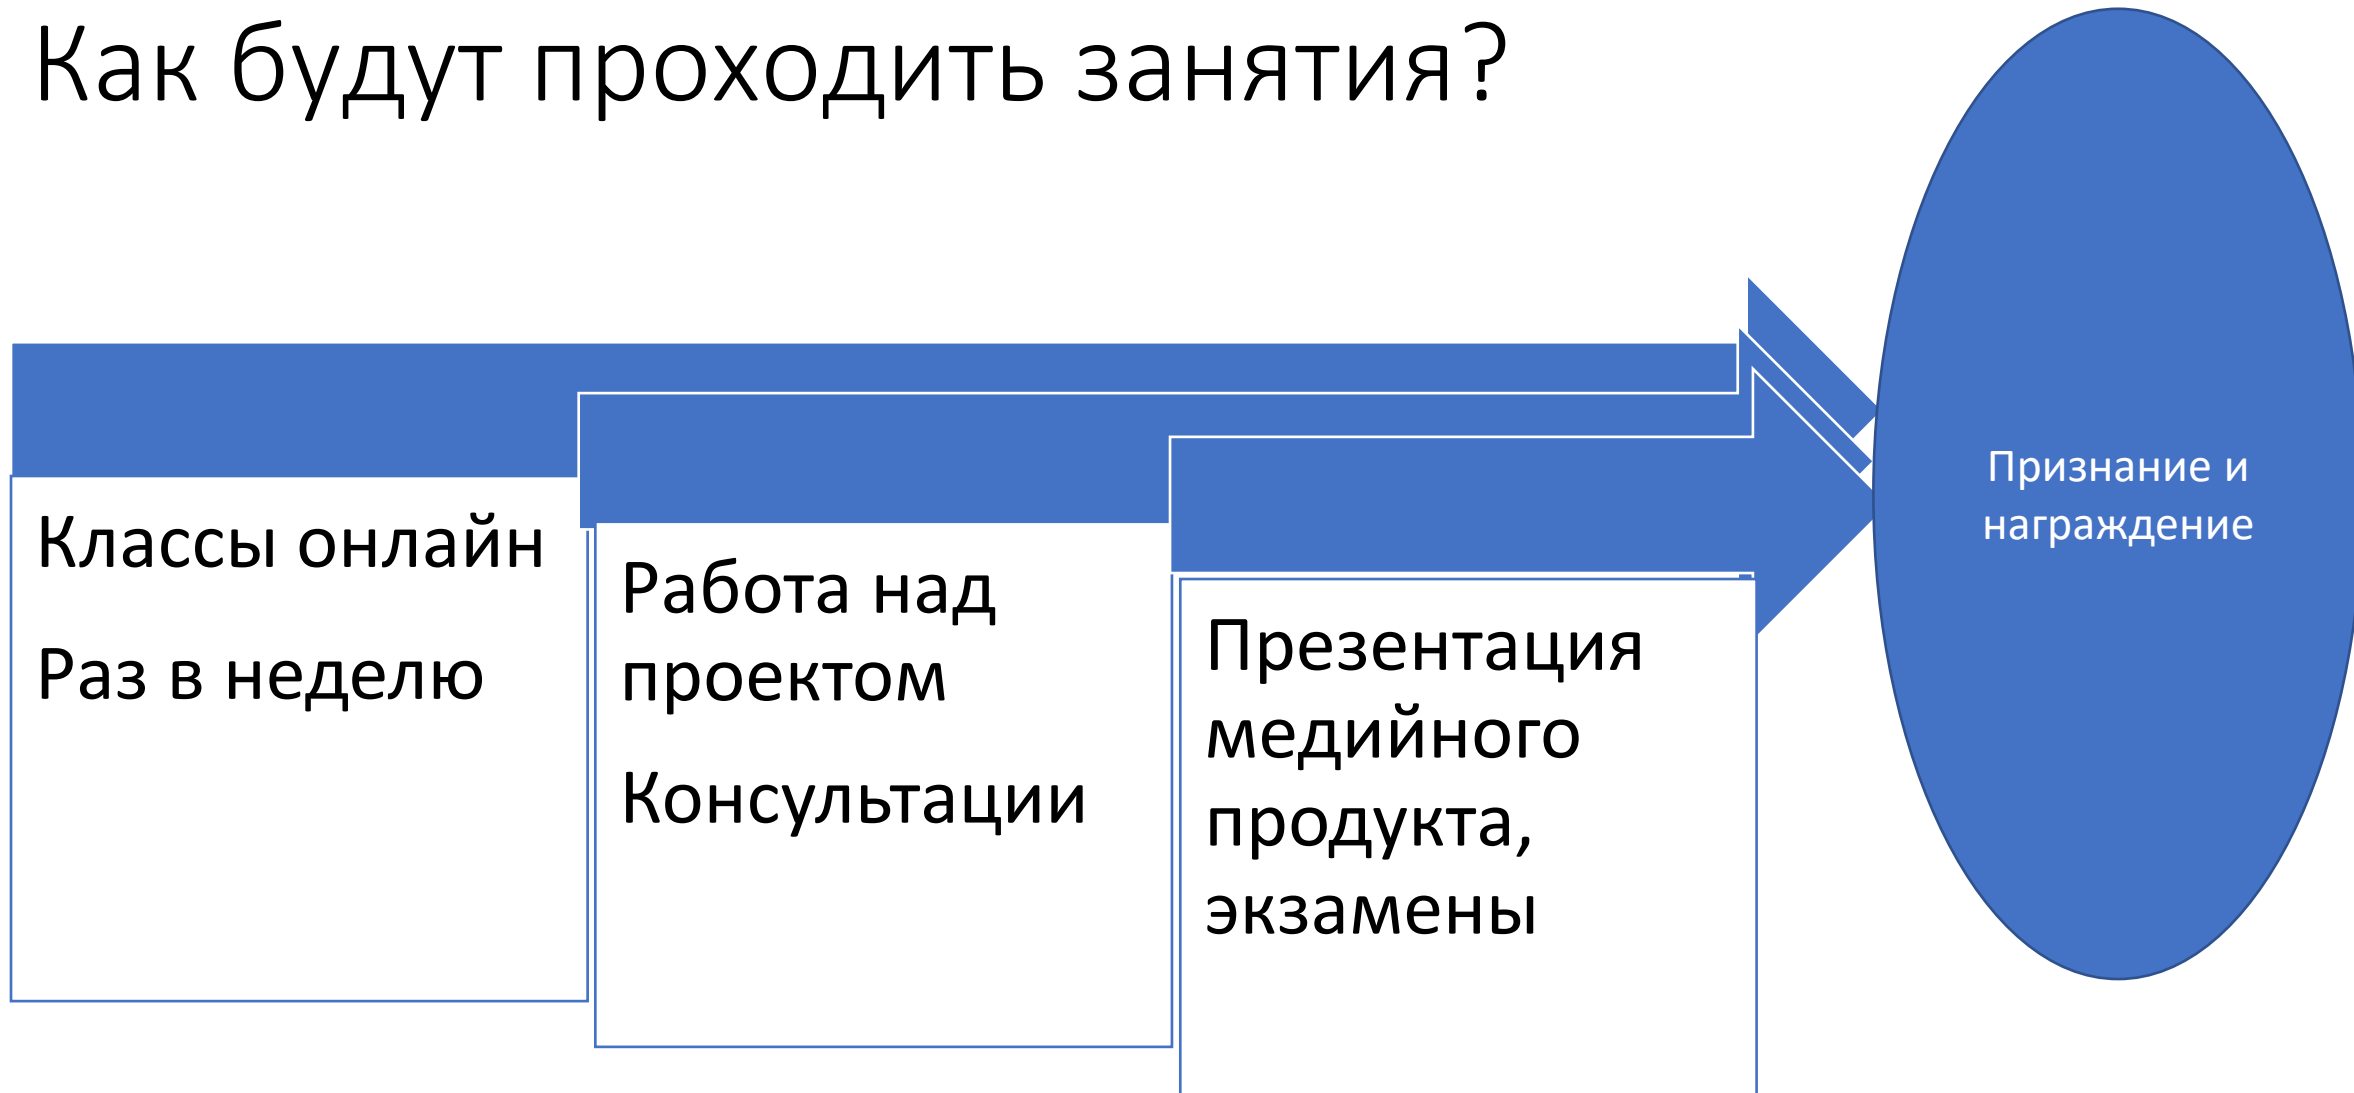 Как будут проходить занятия?
Классы онлайн
Раз в неделю
Работа над
проектом
Консультации
Презентация
медийного
продукта,
экзамены
Признание и
награждение